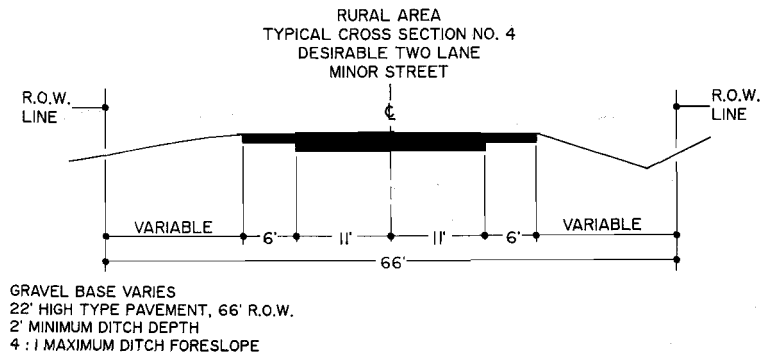 RURAL AREA
TYPICAL CROSS SECTION NO. 4
DESIRABLE TWO LANE
MINOR STREET
R.O.W.
LINE
℄
R.O.W.
LINE
VARIABLE
6'
11'
11'
6'
VARIABLE
66'
GRAVEL BASE VARIES
22' HIGH TYPE PAVEMENT, 66' R.O.W.
2' MINIMUM DITCH DEPTH
4 : 1 MAXIMUM DITCH FORESLOPE